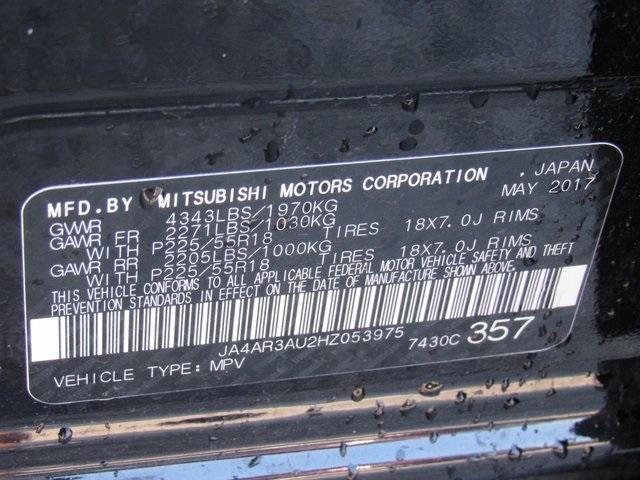 MFD.BY MITSUBISHI MOTORS CORPORATION. JAPAN
GVWR 4343LBS/1970KG MAY 2017
GAWR FR 2271LBS/1030KG
WITH P225/55R18 TIRES 18X7.0J RIMS
GAWR RR 2205LBS/1000KG
WITH P225/55R18 TIRES 18X7.0J RIMS
THIS VEHICLE CONFORMS TO ALL APPLICABLE FEDERAL MOTOR VEHICLE SAFETY AND THEFT
PREVENTION STANDARDS IN EFFECT ON THE DATE OF MANUFACTURE SHOWN ABOVE.
JA4AR3AU2HZ053975 7430C 357
VEHICLE TYPE: MPV